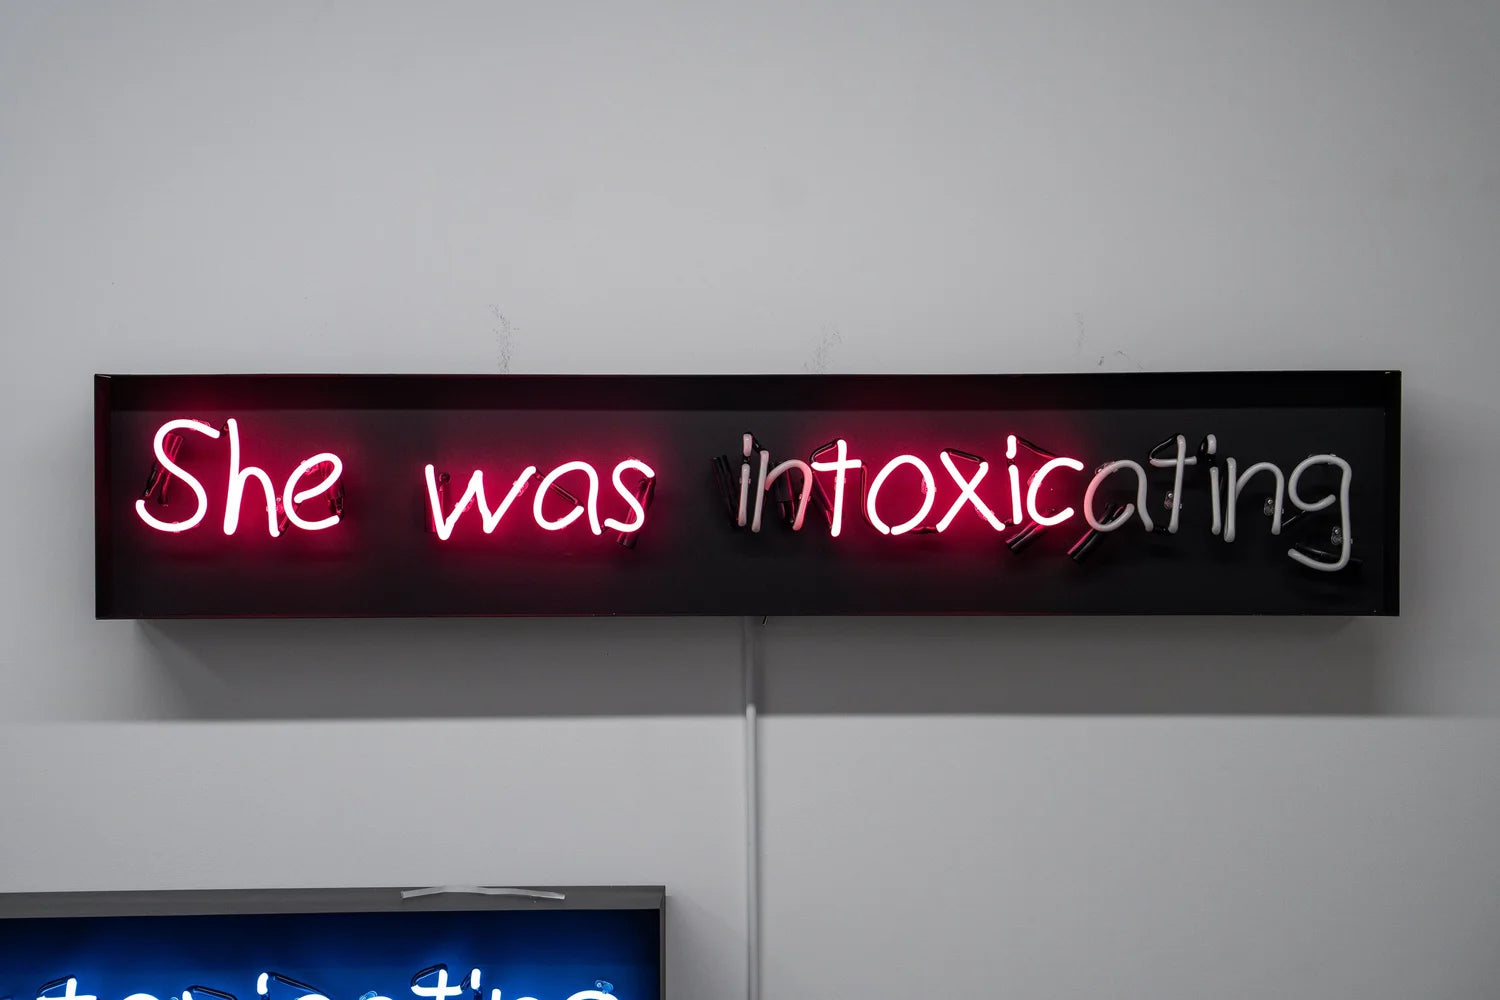 She was intoxicating